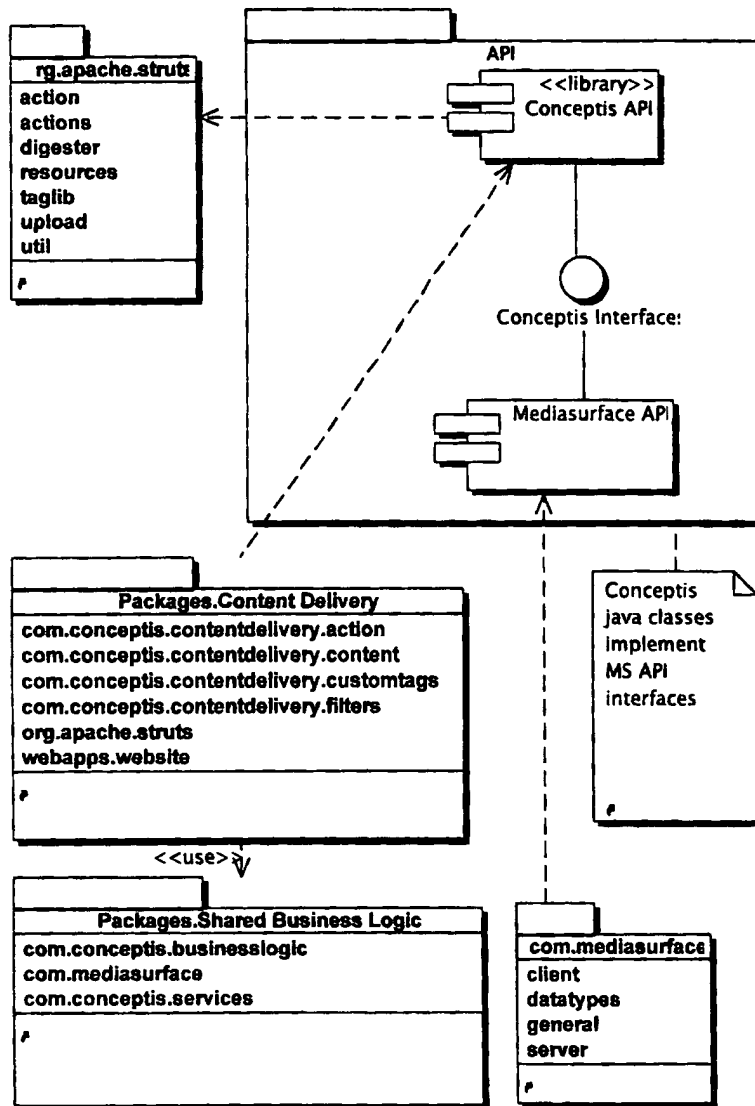 rg.apache.struts
action
actions
digester
resources
taglib
upload
util
API
<<library>>
Conceptis API
Conceptis Interface:
Mediasurface API
Packages.Content Delivery
com.conceptis.contentdelivery.action
com.conceptis.contentdelivery.content
com.conceptis.contentdelivery.customtags
com.conceptis.contentdelivery.filters
org.apache.struts
webapps.website
<<use>>
Conceptis
java classes
implement
MS API
interfaces
Packages.Shared Business Logic
com.conceptis.businesslogic
com.mediasurface
com.conceptis.services
com.mediasurface
client
datatypes
general
server